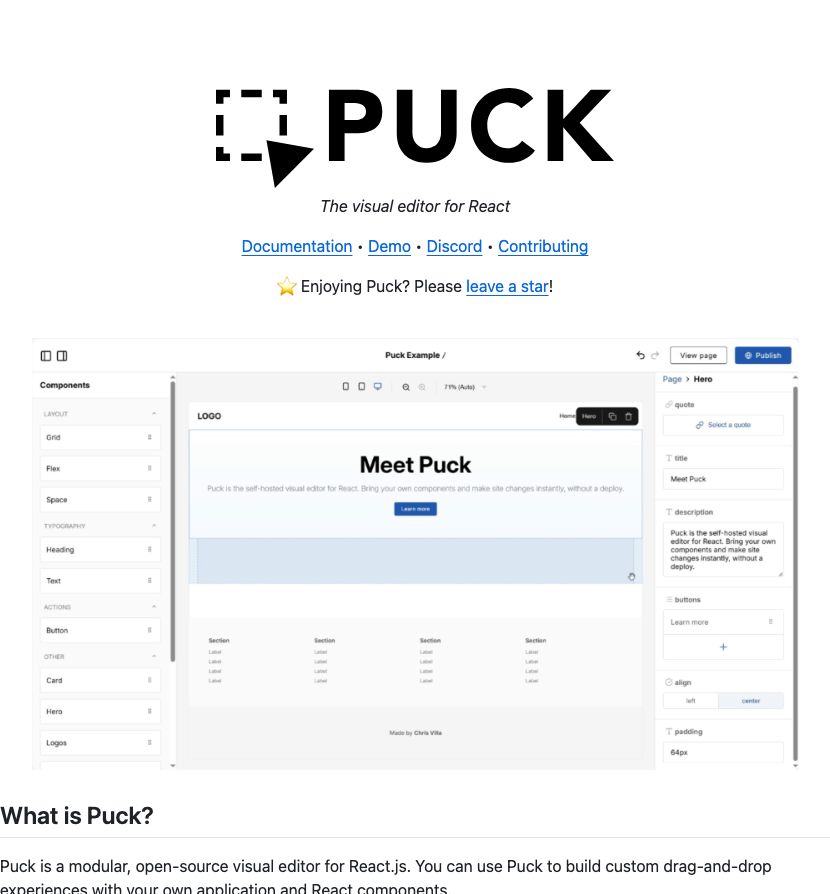 PUCK
The visual editor for React
Documentation • Demo • Discord • Contributing
⭐ Enjoying Puck? Please leave a star!
Puck Example /
View page
Publish
Components
LAYOUT
Grid
Flex
Space
TYPOGRAPHY
Heading
Text
ACTIONS
Button
OTHER
Card
Hero
Logos
71% (Auto)
LOGO
Home
Hero
Meet Puck
Puck is the self-hosted visual editor for React. Bring your own components and make site changes instantly, without a deploy.
Learn more
Section Section Section Section
Label Label Label Label
Label Label Label Label
Label Label Label Label
Label Label Label Label
Made by Chris Villa
Page > Hero
quote
Select a quote
title
Meet Puck
description
Puck is the self-hosted visual
editor for React. Bring your own
components and make site
changes instantly, without a
deploy.
buttons
Learn more
+
align
left center
padding
64px
What is Puck?
Puck is a modular, open-source visual editor for React.js. You can use Puck to build custom drag-and-drop
experiences with your own application and React components.